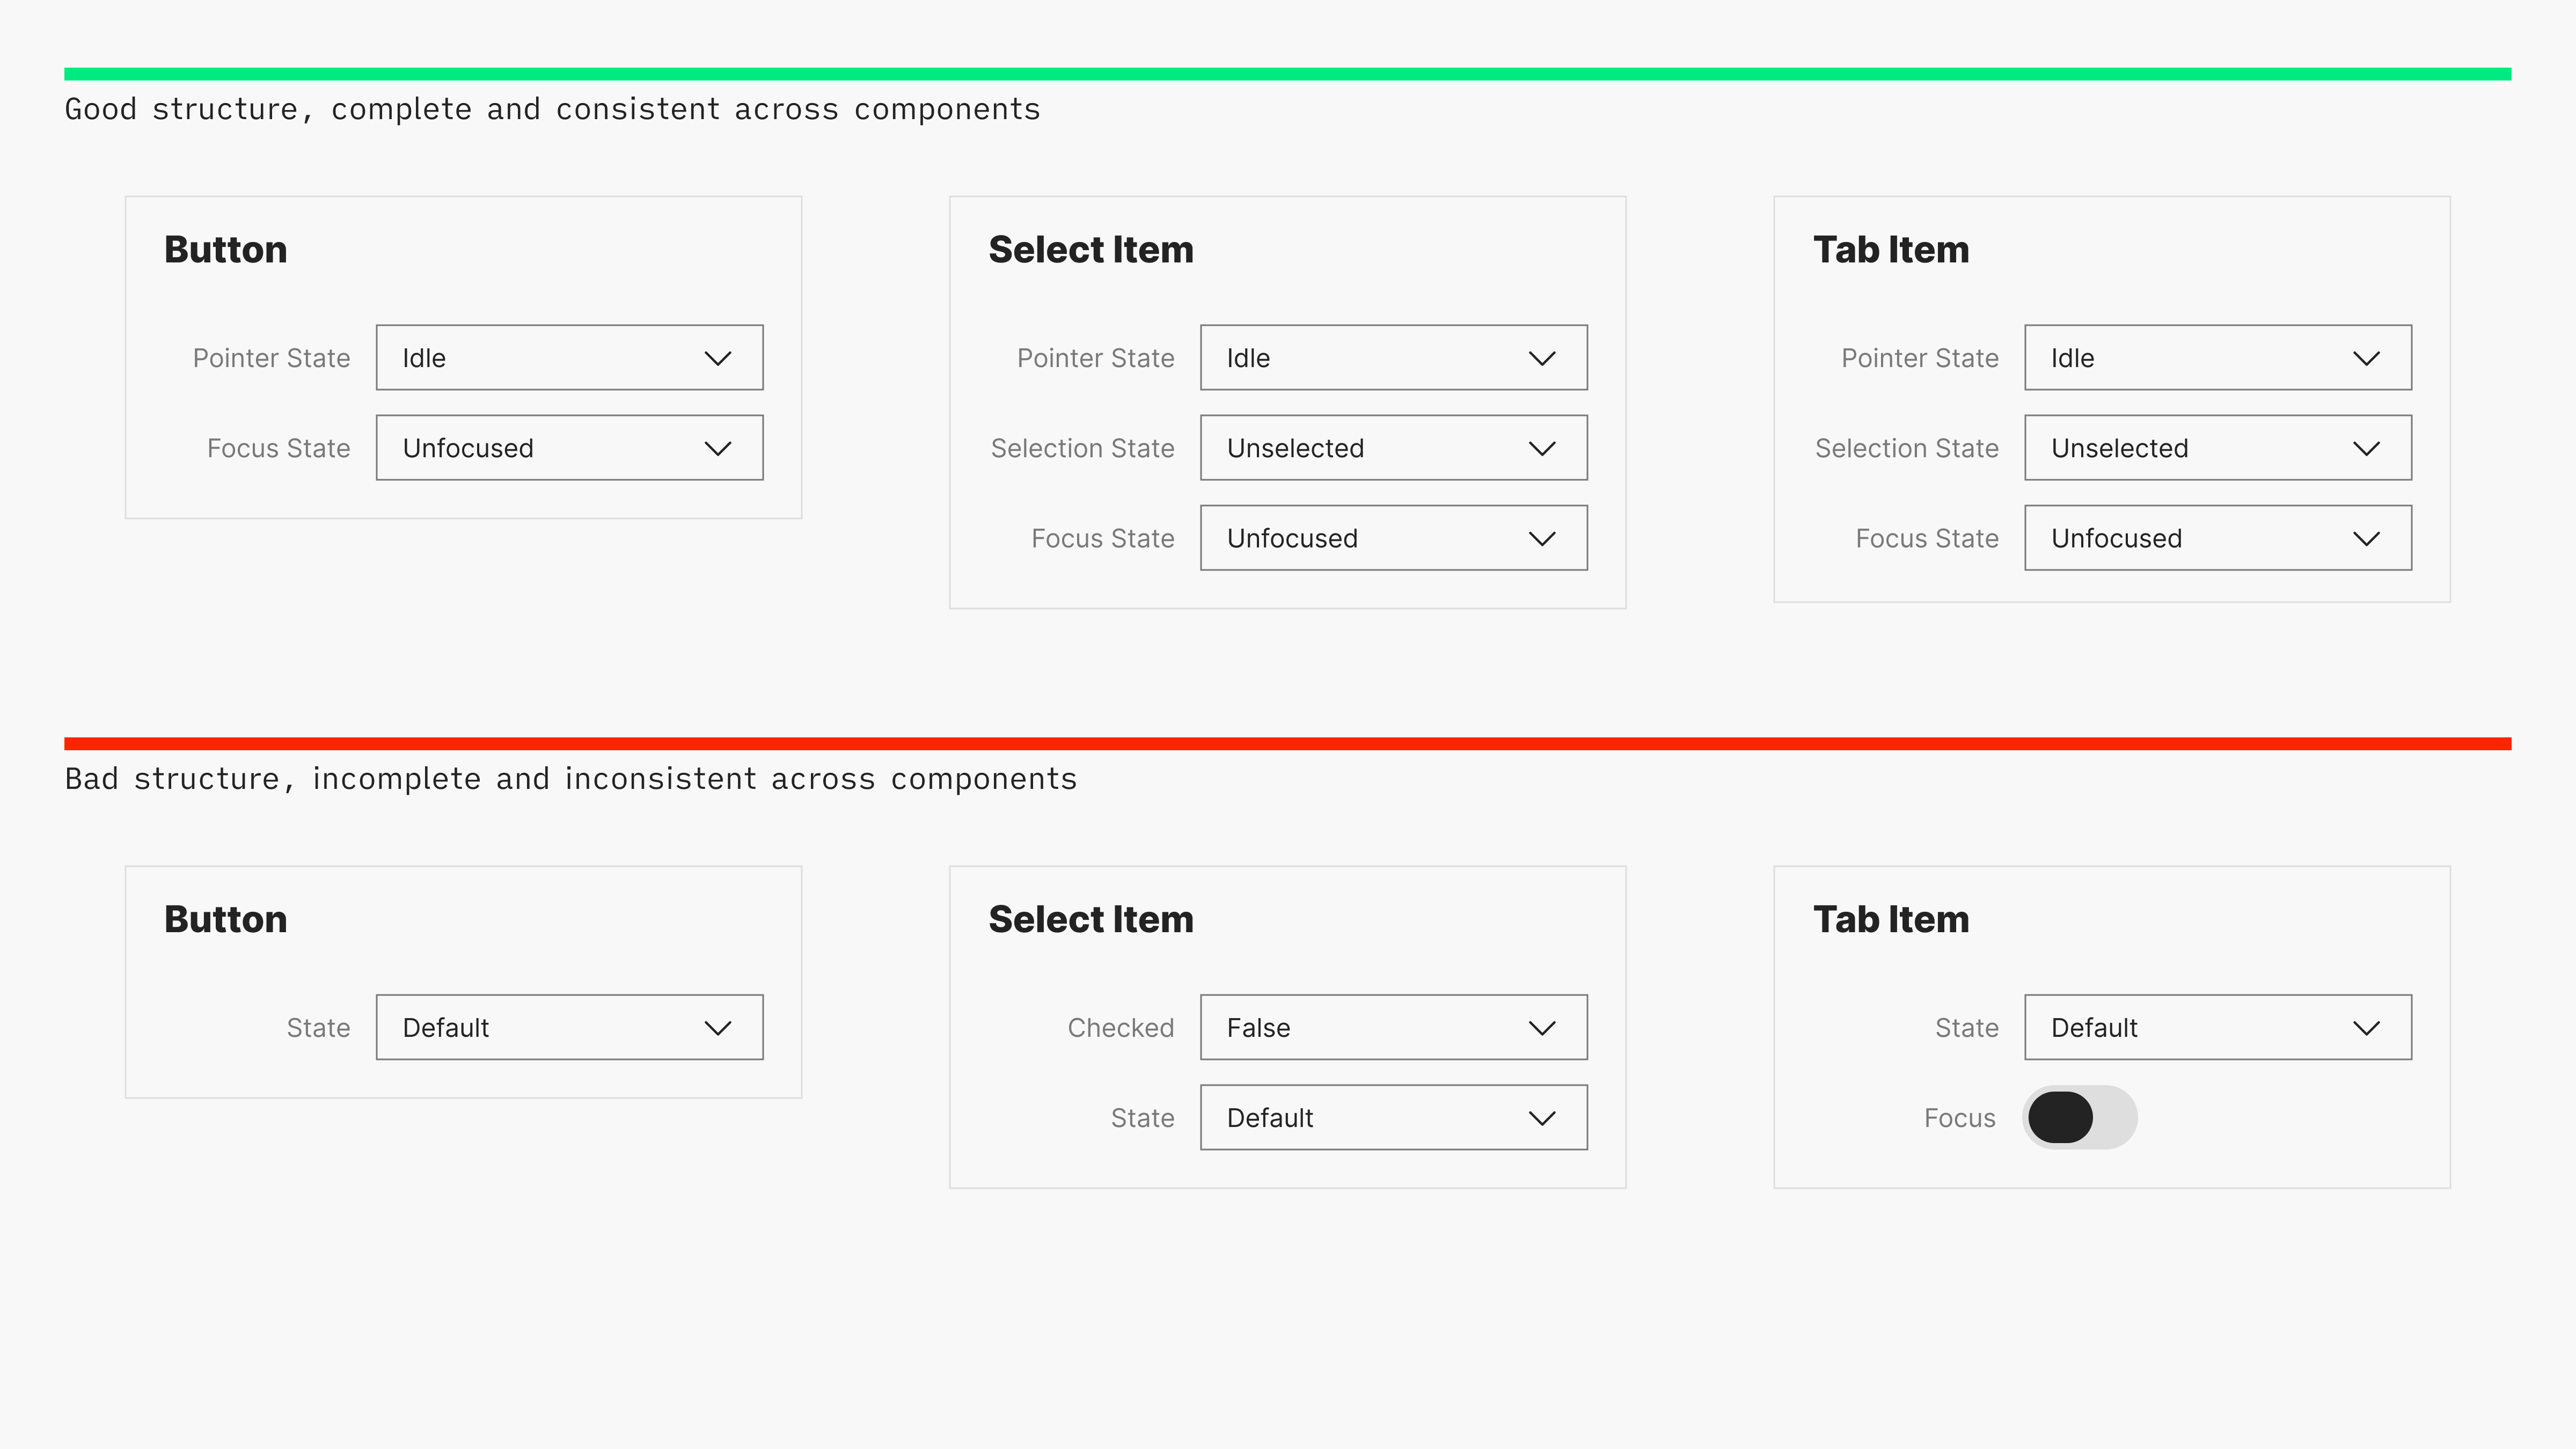 Good structure, complete and consistent across components
Button
Pointer State Idle
Focus State Unfocused
Select Item
Pointer State Idle
Selection State Unselected
Focus State Unfocused
Tab Item
Pointer State Idle
Selection State Unselected
Focus State Unfocused
Bad structure, incomplete and inconsistent across components
Button
State Default
Select Item
Checked False
State Default
Tab Item
State Default
Focus